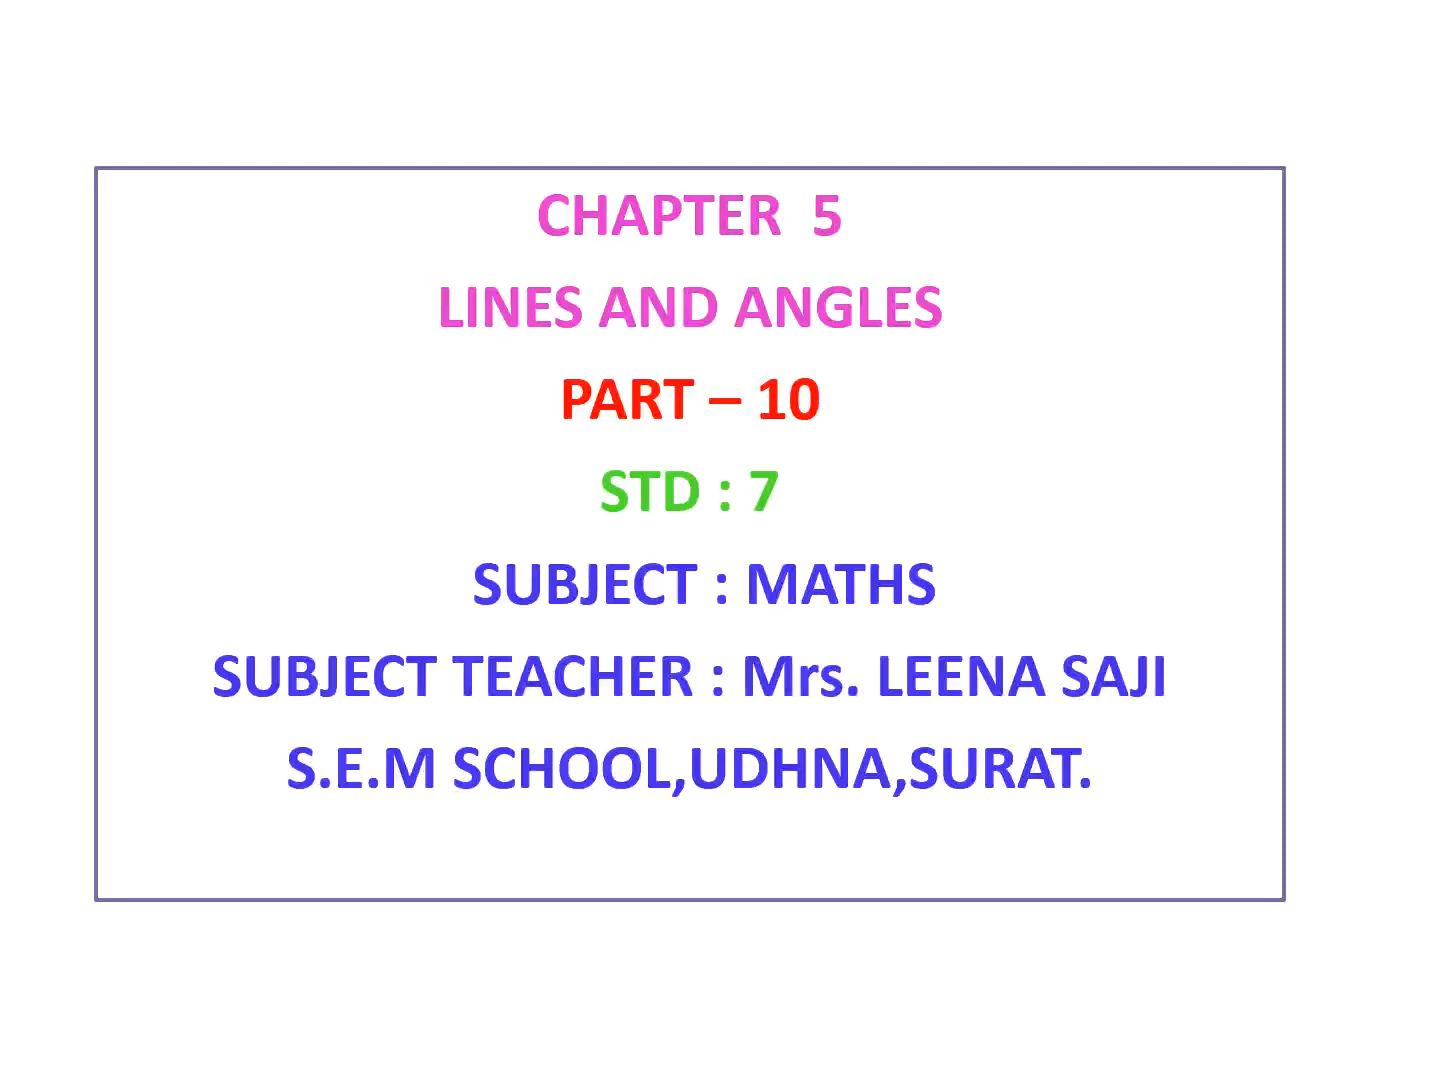 CHAPTER 5
LINES AND ANGLES
PART – 10
STD : 7
SUBJECT : MATHS
SUBJECT TEACHER : Mrs. LEENA SAJI
S.E.M SCHOOL,UDHNA,SURAT.